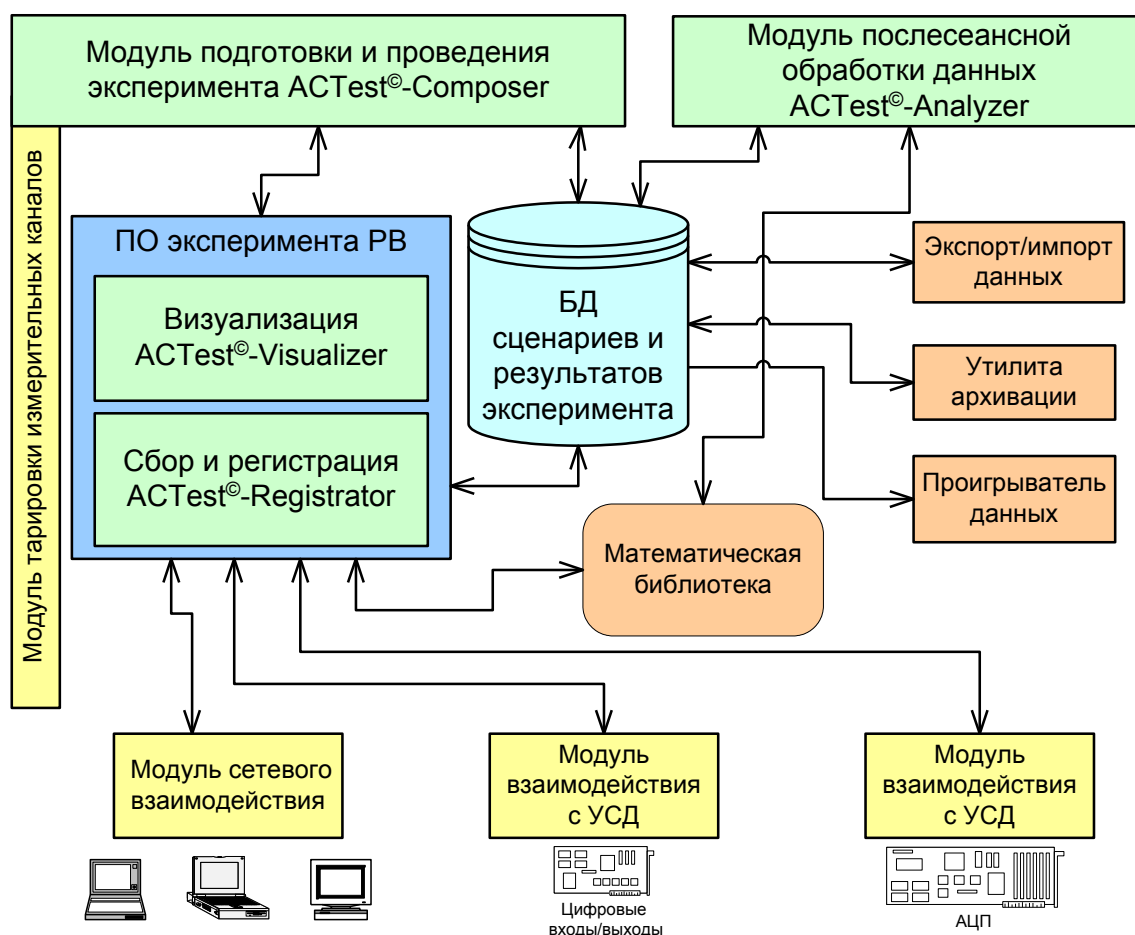 Модуль подготовки и проведения
эксперимента ACTest©-Composer
Модуль послесеансной
обработки данных
ACTest©-Analyzer
Модуль тарировки измерительных каналов
ПО эксперимента РВ
Визуализация
ACTest©-Visualizer
Сбор и регистрация
ACTest©-Registrator
БД
сценариев и
результатов
эксперимента
Экспорт/импорт
данных
Утилита
архивации
Проигрыватель
данных
Математическая
библиотека
Модуль сетевого
взаимодействия
Модуль
взаимодействия
с УСД
Модуль
взаимодействия
с УСД
Цифровые
входы/выходы
АЦП